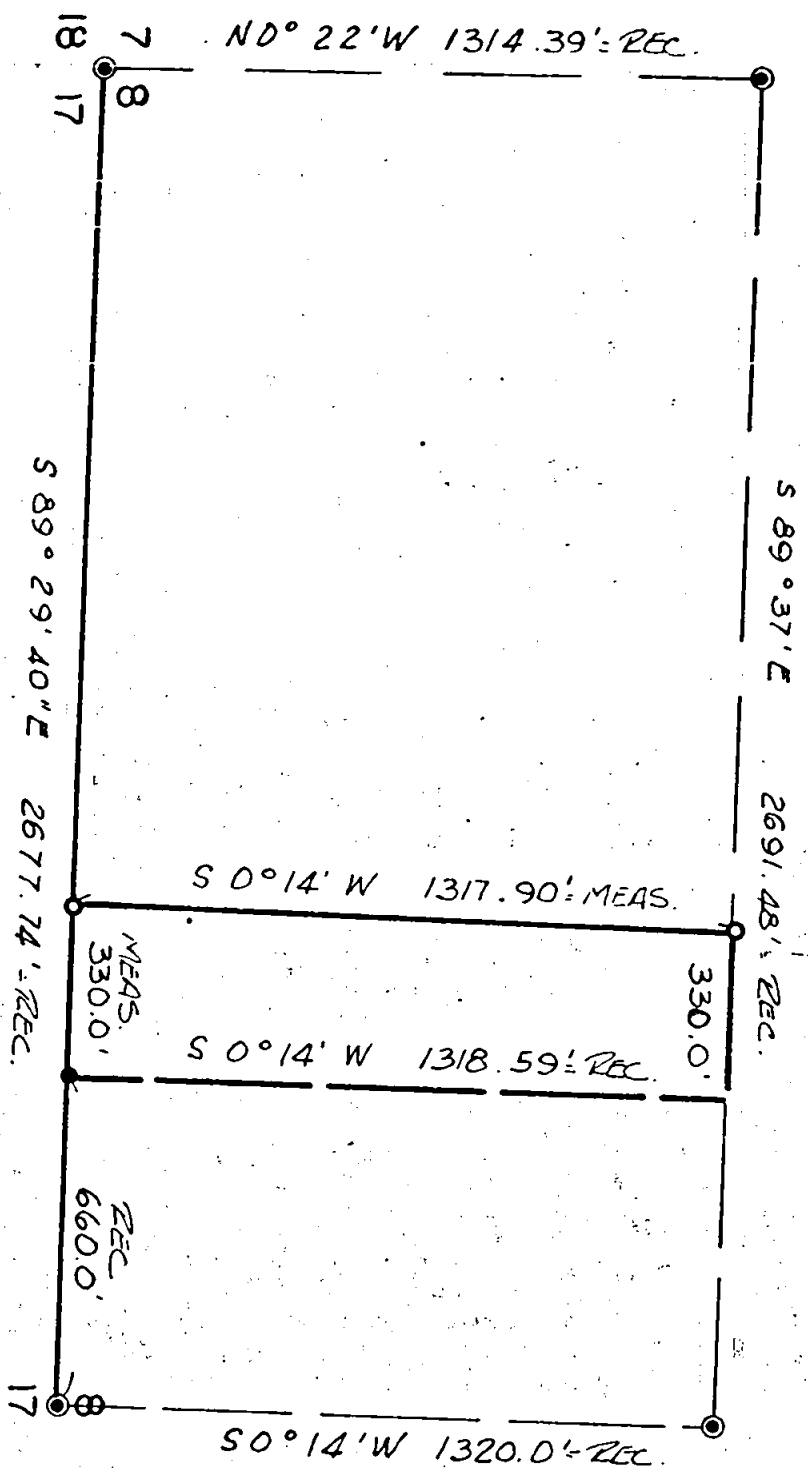 N0° 22' W 1314.39'± REC.
7
18
8
17
S 89° 37' E 2691.48'± REC.
S 89° 29' 40" E 2677.74'± REC.
S 0° 14' W 1317.90'± MEAS.
330.0'
MEAS.
330.0'
S 0° 14' W 1318.59'± REC.
REC
660.0'
8
17
S 0° 14' W 1320.0'± REC.